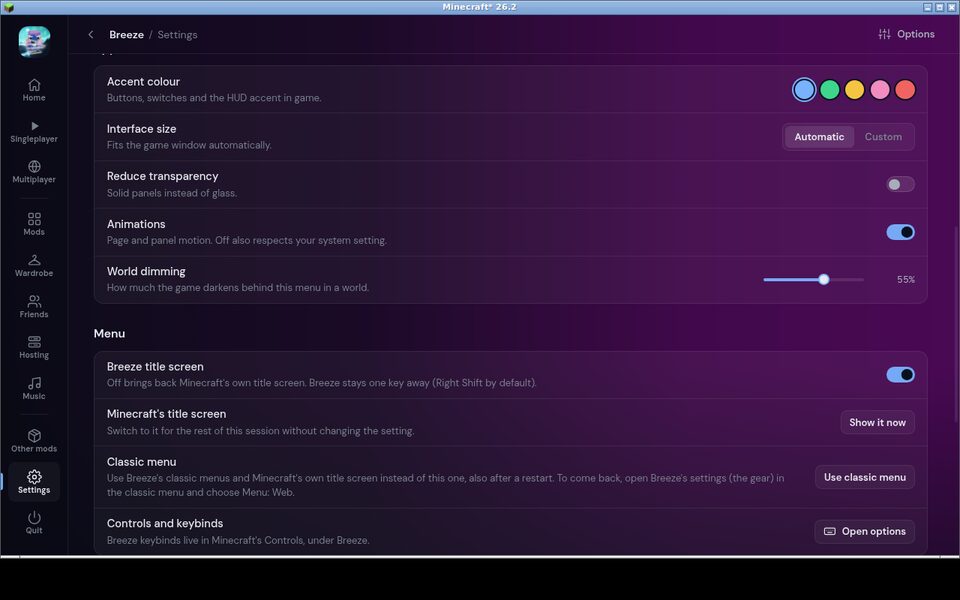 Minecraft* 26.2
Breeze / Settings
Options
Home
Singleplayer
Multiplayer
Mods
Wardrobe
Friends
Hosting
Music
Other mods
Settings
Quit
Accent colour
Buttons, switches and the HUD accent in game.
Interface size
Fits the game window automatically.
Automatic
Custom
Reduce transparency
Solid panels instead of glass.
Animations
Page and panel motion. Off also respects your system setting.
World dimming
How much the game darkens behind this menu in a world.
55%
Menu
Breeze title screen
Off brings back Minecraft's own title screen. Breeze stays one key away (Right Shift by default).
Minecraft's title screen
Switch to it for the rest of this session without changing the setting.
Show it now
Classic menu
Use Breeze's classic menus and Minecraft's own title screen instead of this one, also after a restart. To come back, open Breeze's settings (the gear) in
the classic menu and choose Menu: Web.
Use classic menu
Controls and keybinds
Breeze keybinds live in Minecraft's Controls, under Breeze.
Open options